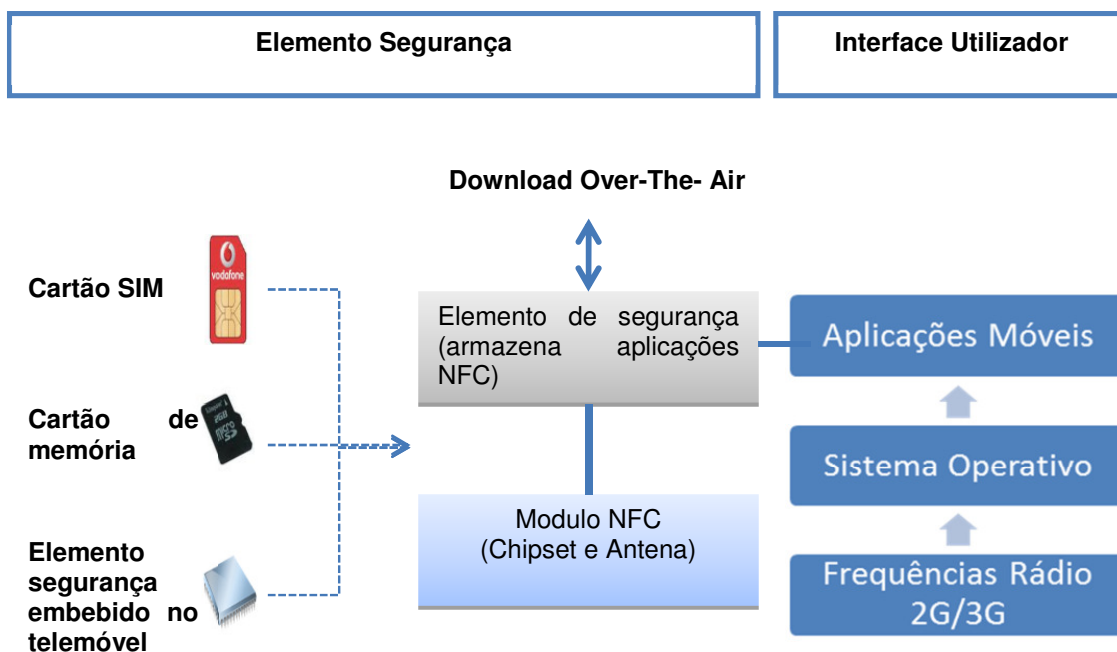 Elemento Segurança
Interface Utilizador
Download Over-The- Air
Cartão SIM
vodafone
Elemento de segurança
(armazena aplicações
NFC)
Aplicações Móveis
Cartão de
memória
Sistema Operativo
Modulo NFC
(Chipset e Antena)
Elemento
segurança
embebido no
telemóvel
Frequências Rádio
2G/3G